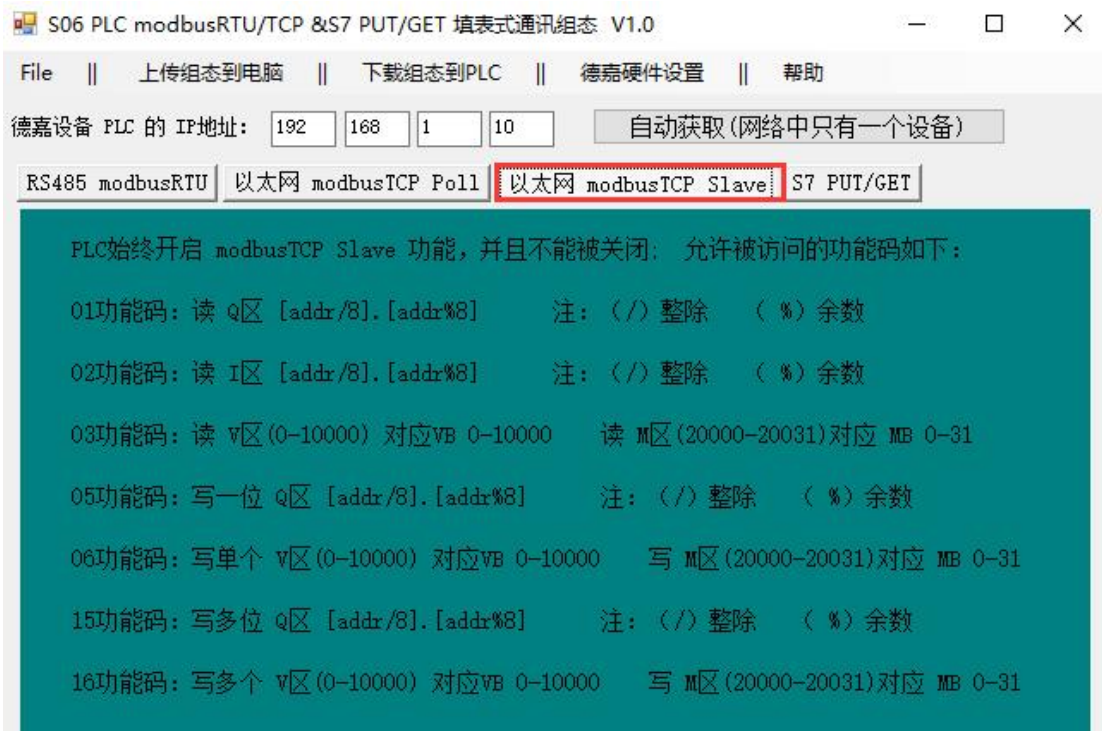 S06 PLC modbusRTU/TCP &S7 PUT/GET 填表式通讯组态 V1.0
File || 上传组态到电脑 || 下载组态到PLC || 德嘉硬件设置 || 帮助
德嘉设备 PLC 的 IP地址: 192 168 1 10 自动获取(网络中只有一个设备)
RS485 modbusRTU 以太网 modbusTCP Poll 以太网 modbusTCP Slave S7 PUT/GET
PLC始终开启 modbusTCP Slave 功能，并且不能被关闭; 允许被访问的功能码如下:
01功能码: 读 Q区 [addr/8].[addr%8] 注: (/) 整除 ( %) 余数
02功能码: 读 I区 [addr/8].[addr%8] 注: (/) 整除 ( %) 余数
03功能码: 读 V区(0-10000) 对应VB 0-10000 读 M区(20000-20031)对应 MB 0-31
05功能码: 写一位 Q区 [addr/8].[addr%8] 注: (/) 整除 ( %) 余数
06功能码: 写单个 V区(0-10000) 对应VB 0-10000 写 M区(20000-20031)对应 MB 0-31
15功能码: 写多位 Q区 [addr/8].[addr%8] 注: (/) 整除 ( %) 余数
16功能码: 写多个 V区(0-10000) 对应VB 0-10000 写 M区(20000-20031)对应 MB 0-31